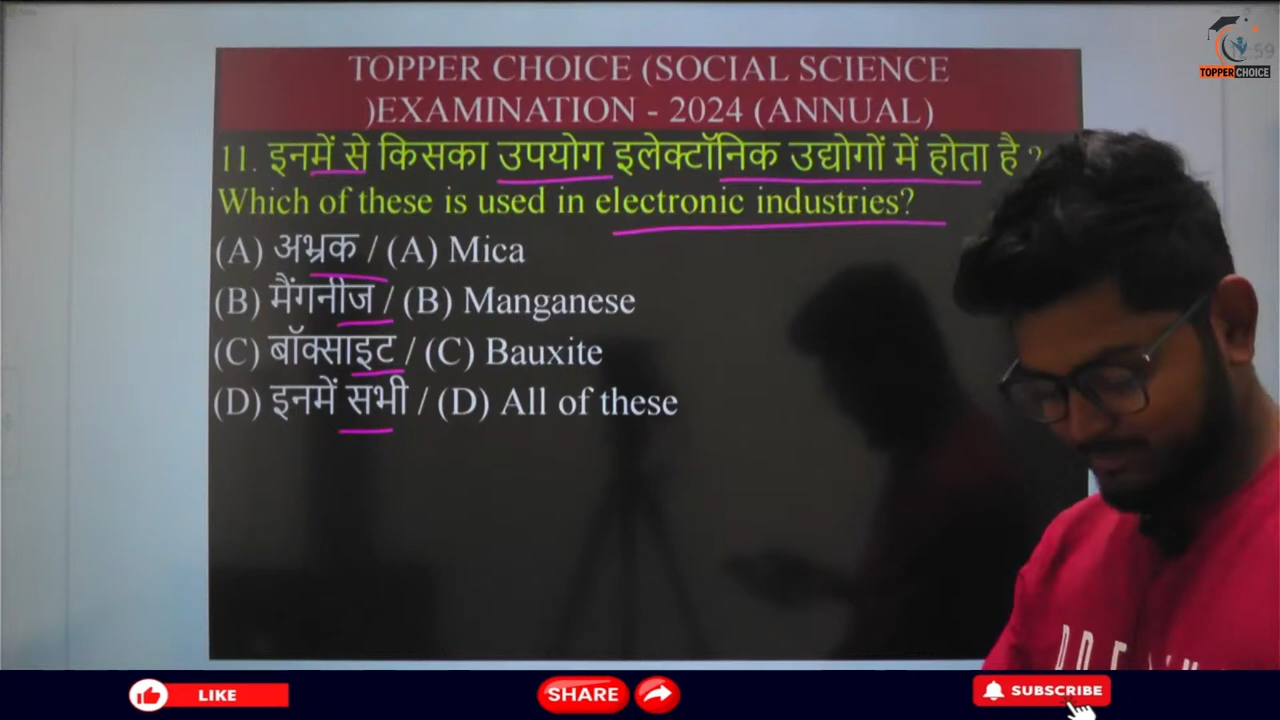 TOPPER CHOICE (SOCIAL SCIENCE
)EXAMINATION - 2024 (ANNUAL)
11. इनमें से किसका उपयोग इलेक्टॉनिक उद्योगों में होता है ?
Which of these is used in electronic industries?
(A) अभ्रक / (A) Mica
(B) मैंगनीज / (B) Manganese
(C) बॉक्साइट / (C) Bauxite
(D) इनमें सभी / (D) All of these
TOPPER CHOICE
LIKE
SHARE
SUBSCRIBE